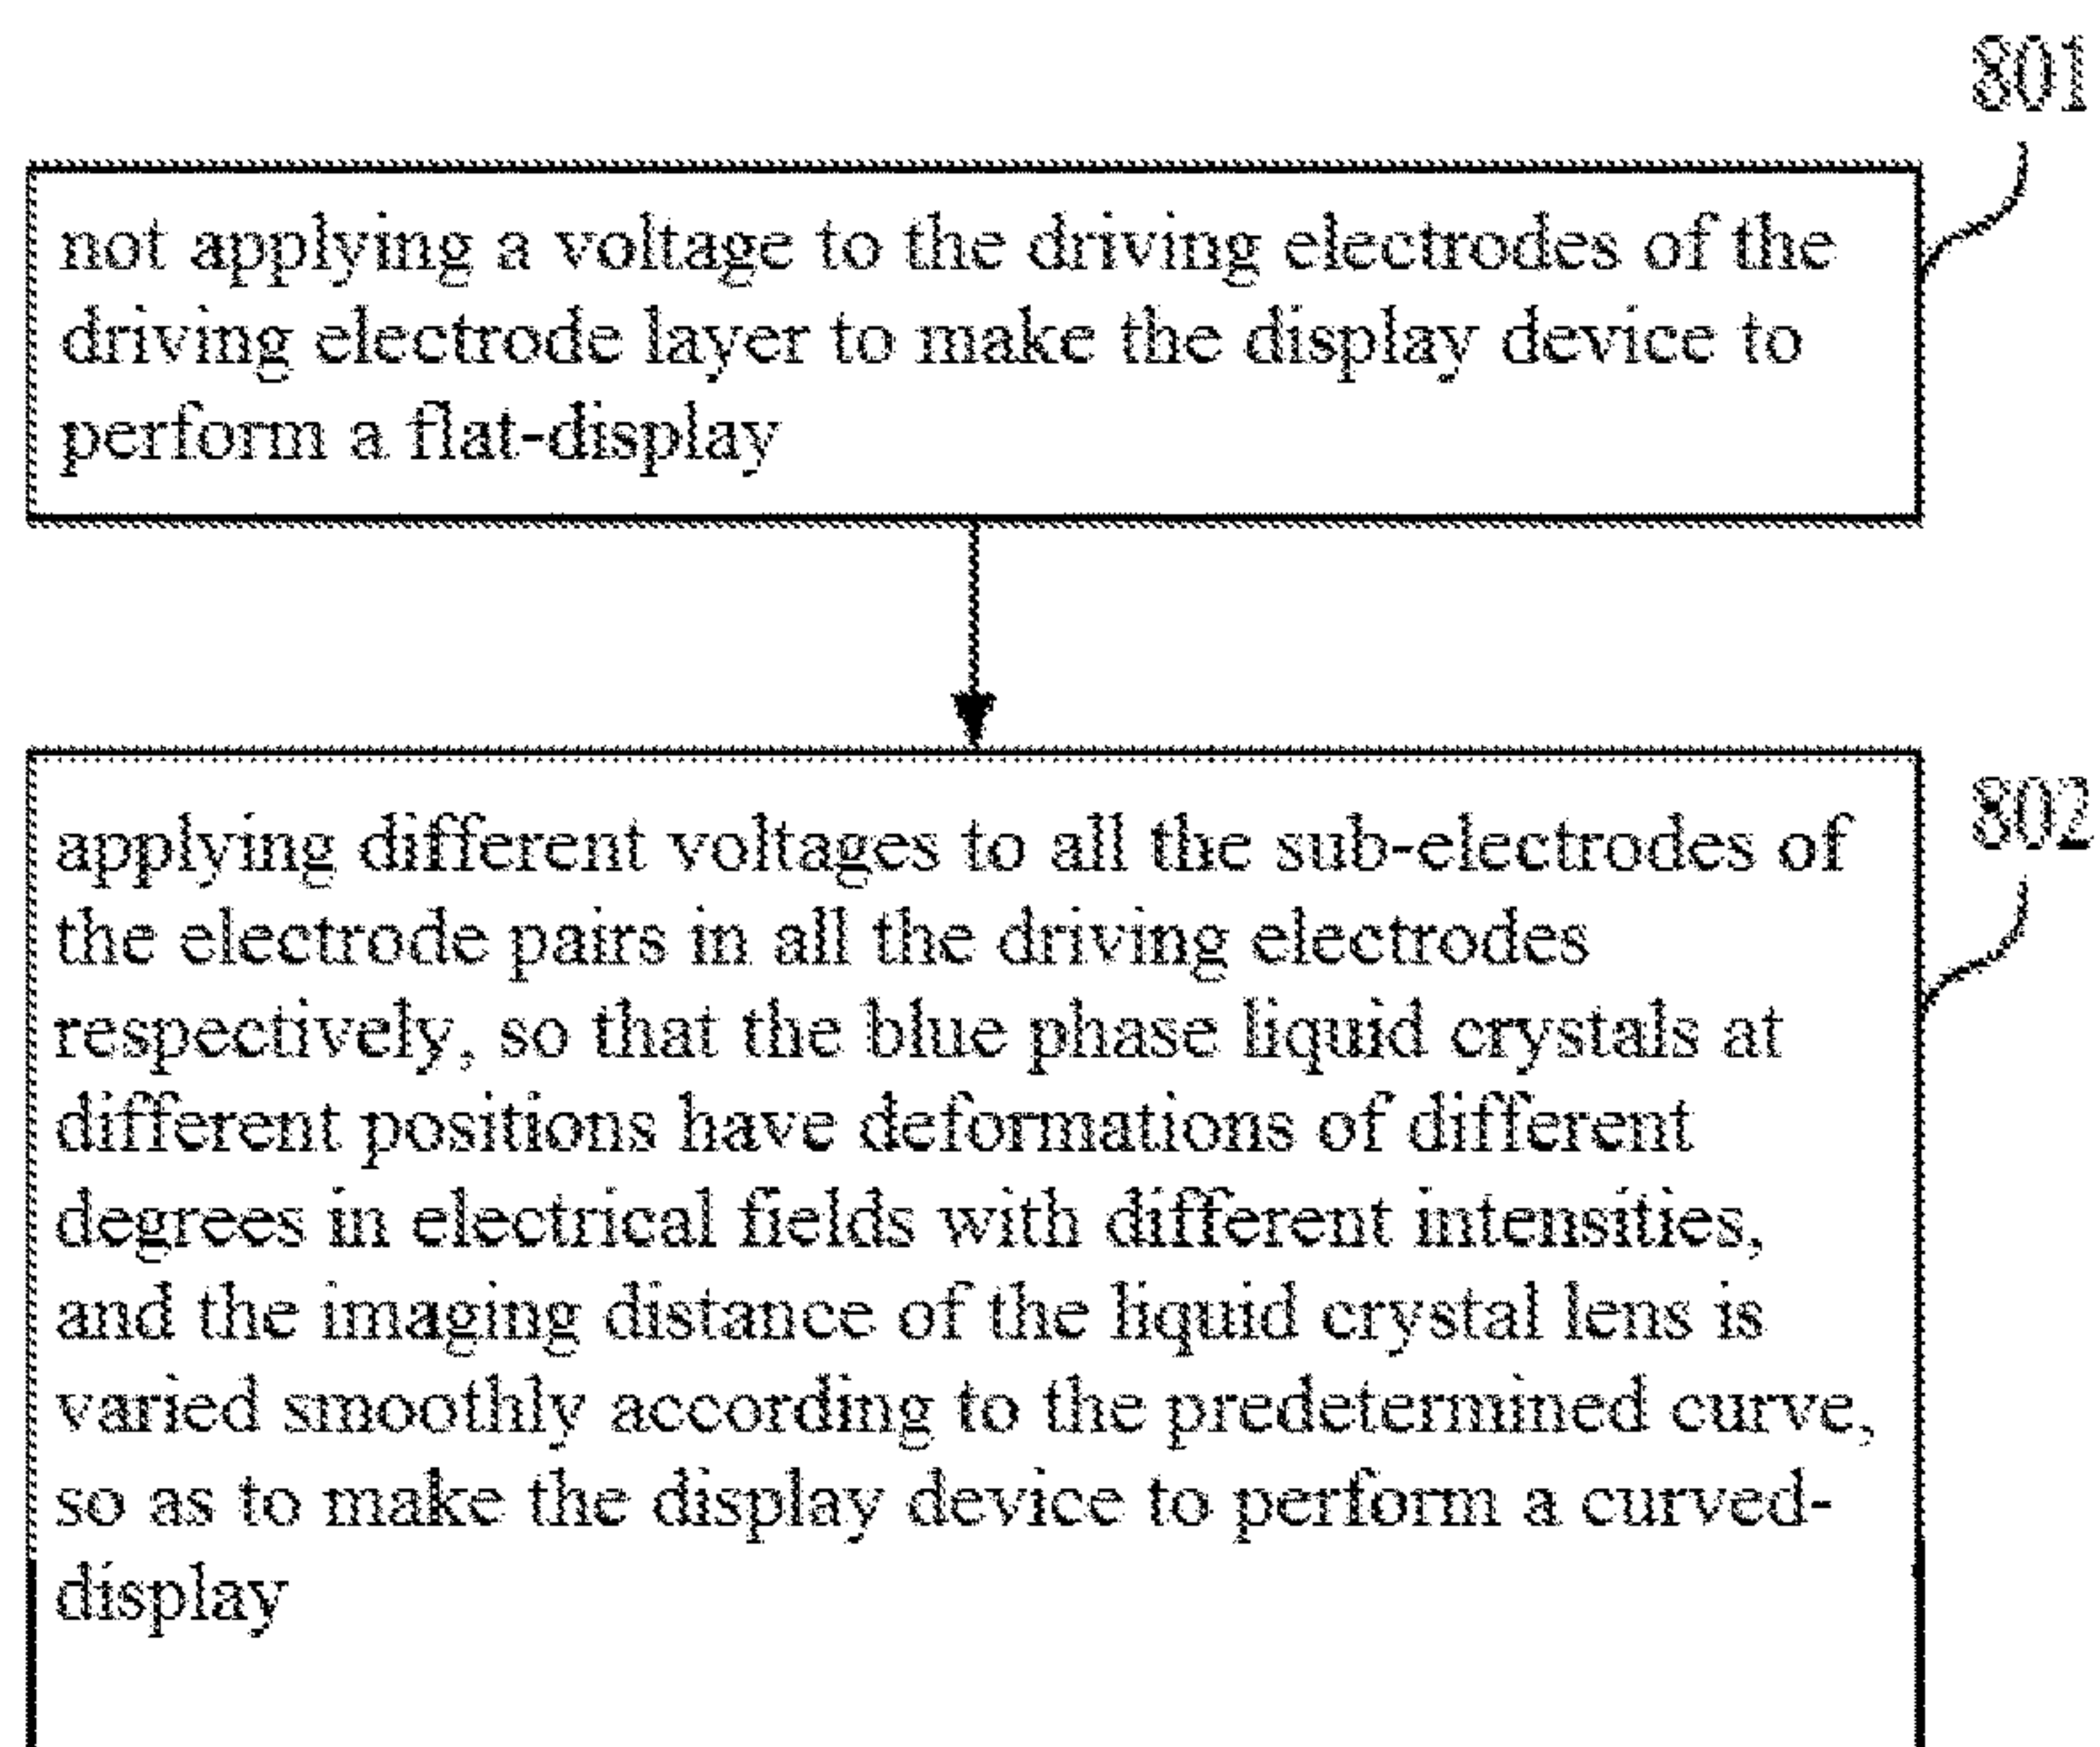 801
not applying a voltage to the driving electrodes of the
driving electrode layer to make the display device to
perform a flat-display
802
applying different voltages to all the sub-electrodes of
the electrode pairs in all the driving electrodes
respectively, so that the blue phase liquid crystals at
different positions have deformations of different
degrees in electrical fields with different intensities,
and the imaging distance of the liquid crystal lens is
varied smoothly according to the predetermined curve,
so as to make the display device to perform a curved-
display